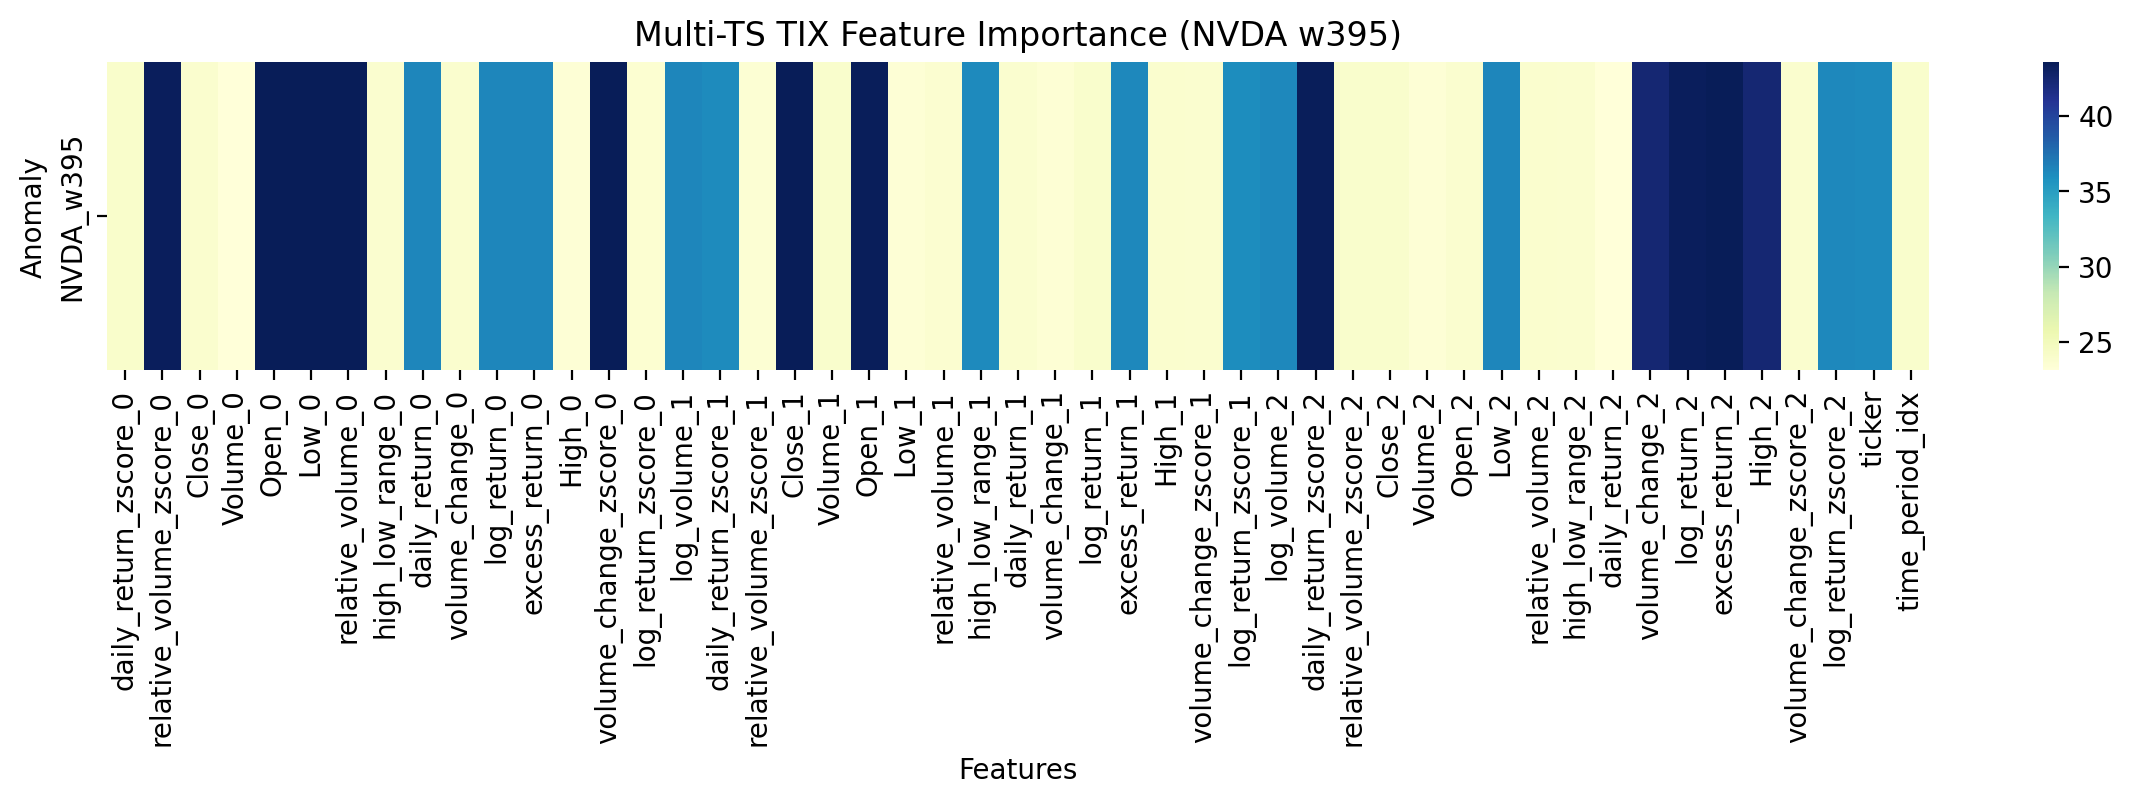 Multi-TS TIX Feature Importance (NVDA w395)
Anomaly
NVDA_w395
40
35
30
25
daily_return_zscore_0
relative_volume_zscore_0
Close_0
Volume_0
Open_0
Low_0
relative_volume_0
high_low_range_0
daily_return_0
volume_change_0
log_return_0
excess_return_0
High_0
volume_change_zscore_0
log_return_zscore_0
log_volume_1
daily_return_zscore_1
relative_volume_zscore_1
Close_1
Volume_1
Open_1
Low_1
relative_volume_1
high_low_range_1
daily_return_1
volume_change_1
log_return_1
excess_return_1
High_1
volume_change_zscore_1
log_return_zscore_1
log_volume_2
daily_return_zscore_2
relative_volume_zscore_2
Close_2
Volume_2
Open_2
Low_2
relative_volume_2
high_low_range_2
daily_return_2
volume_change_2
log_return_2
excess_return_2
High_2
volume_change_zscore_2
log_return_zscore_2
ticker
time_period_idx
Features